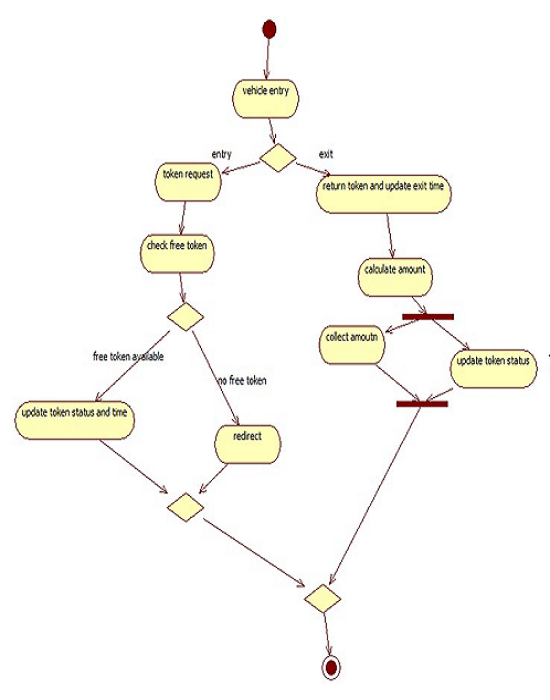 vehicle entry
entry
exit
token request
return token and update exit time
check free token
calculate amount
collect amoutn
free token available
update token status
no free token
update token status and time
redirect